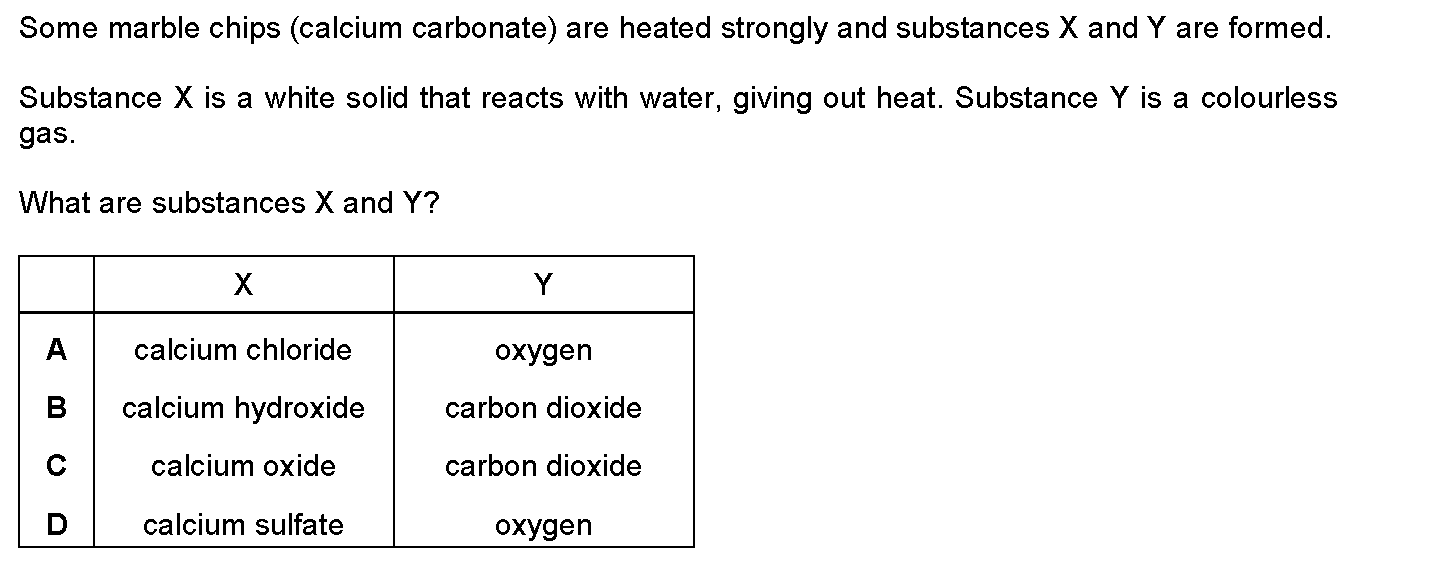 Some marble chips (calcium carbonate) are heated strongly and substances X and Y are formed.
Substance X is a white solid that reacts with water, giving out heat. Substance Y is a colourless
gas.
What are substances X and Y?
X Y
A calcium chloride oxygen
B calcium hydroxide carbon dioxide
C calcium oxide carbon dioxide
D calcium sulfate oxygen